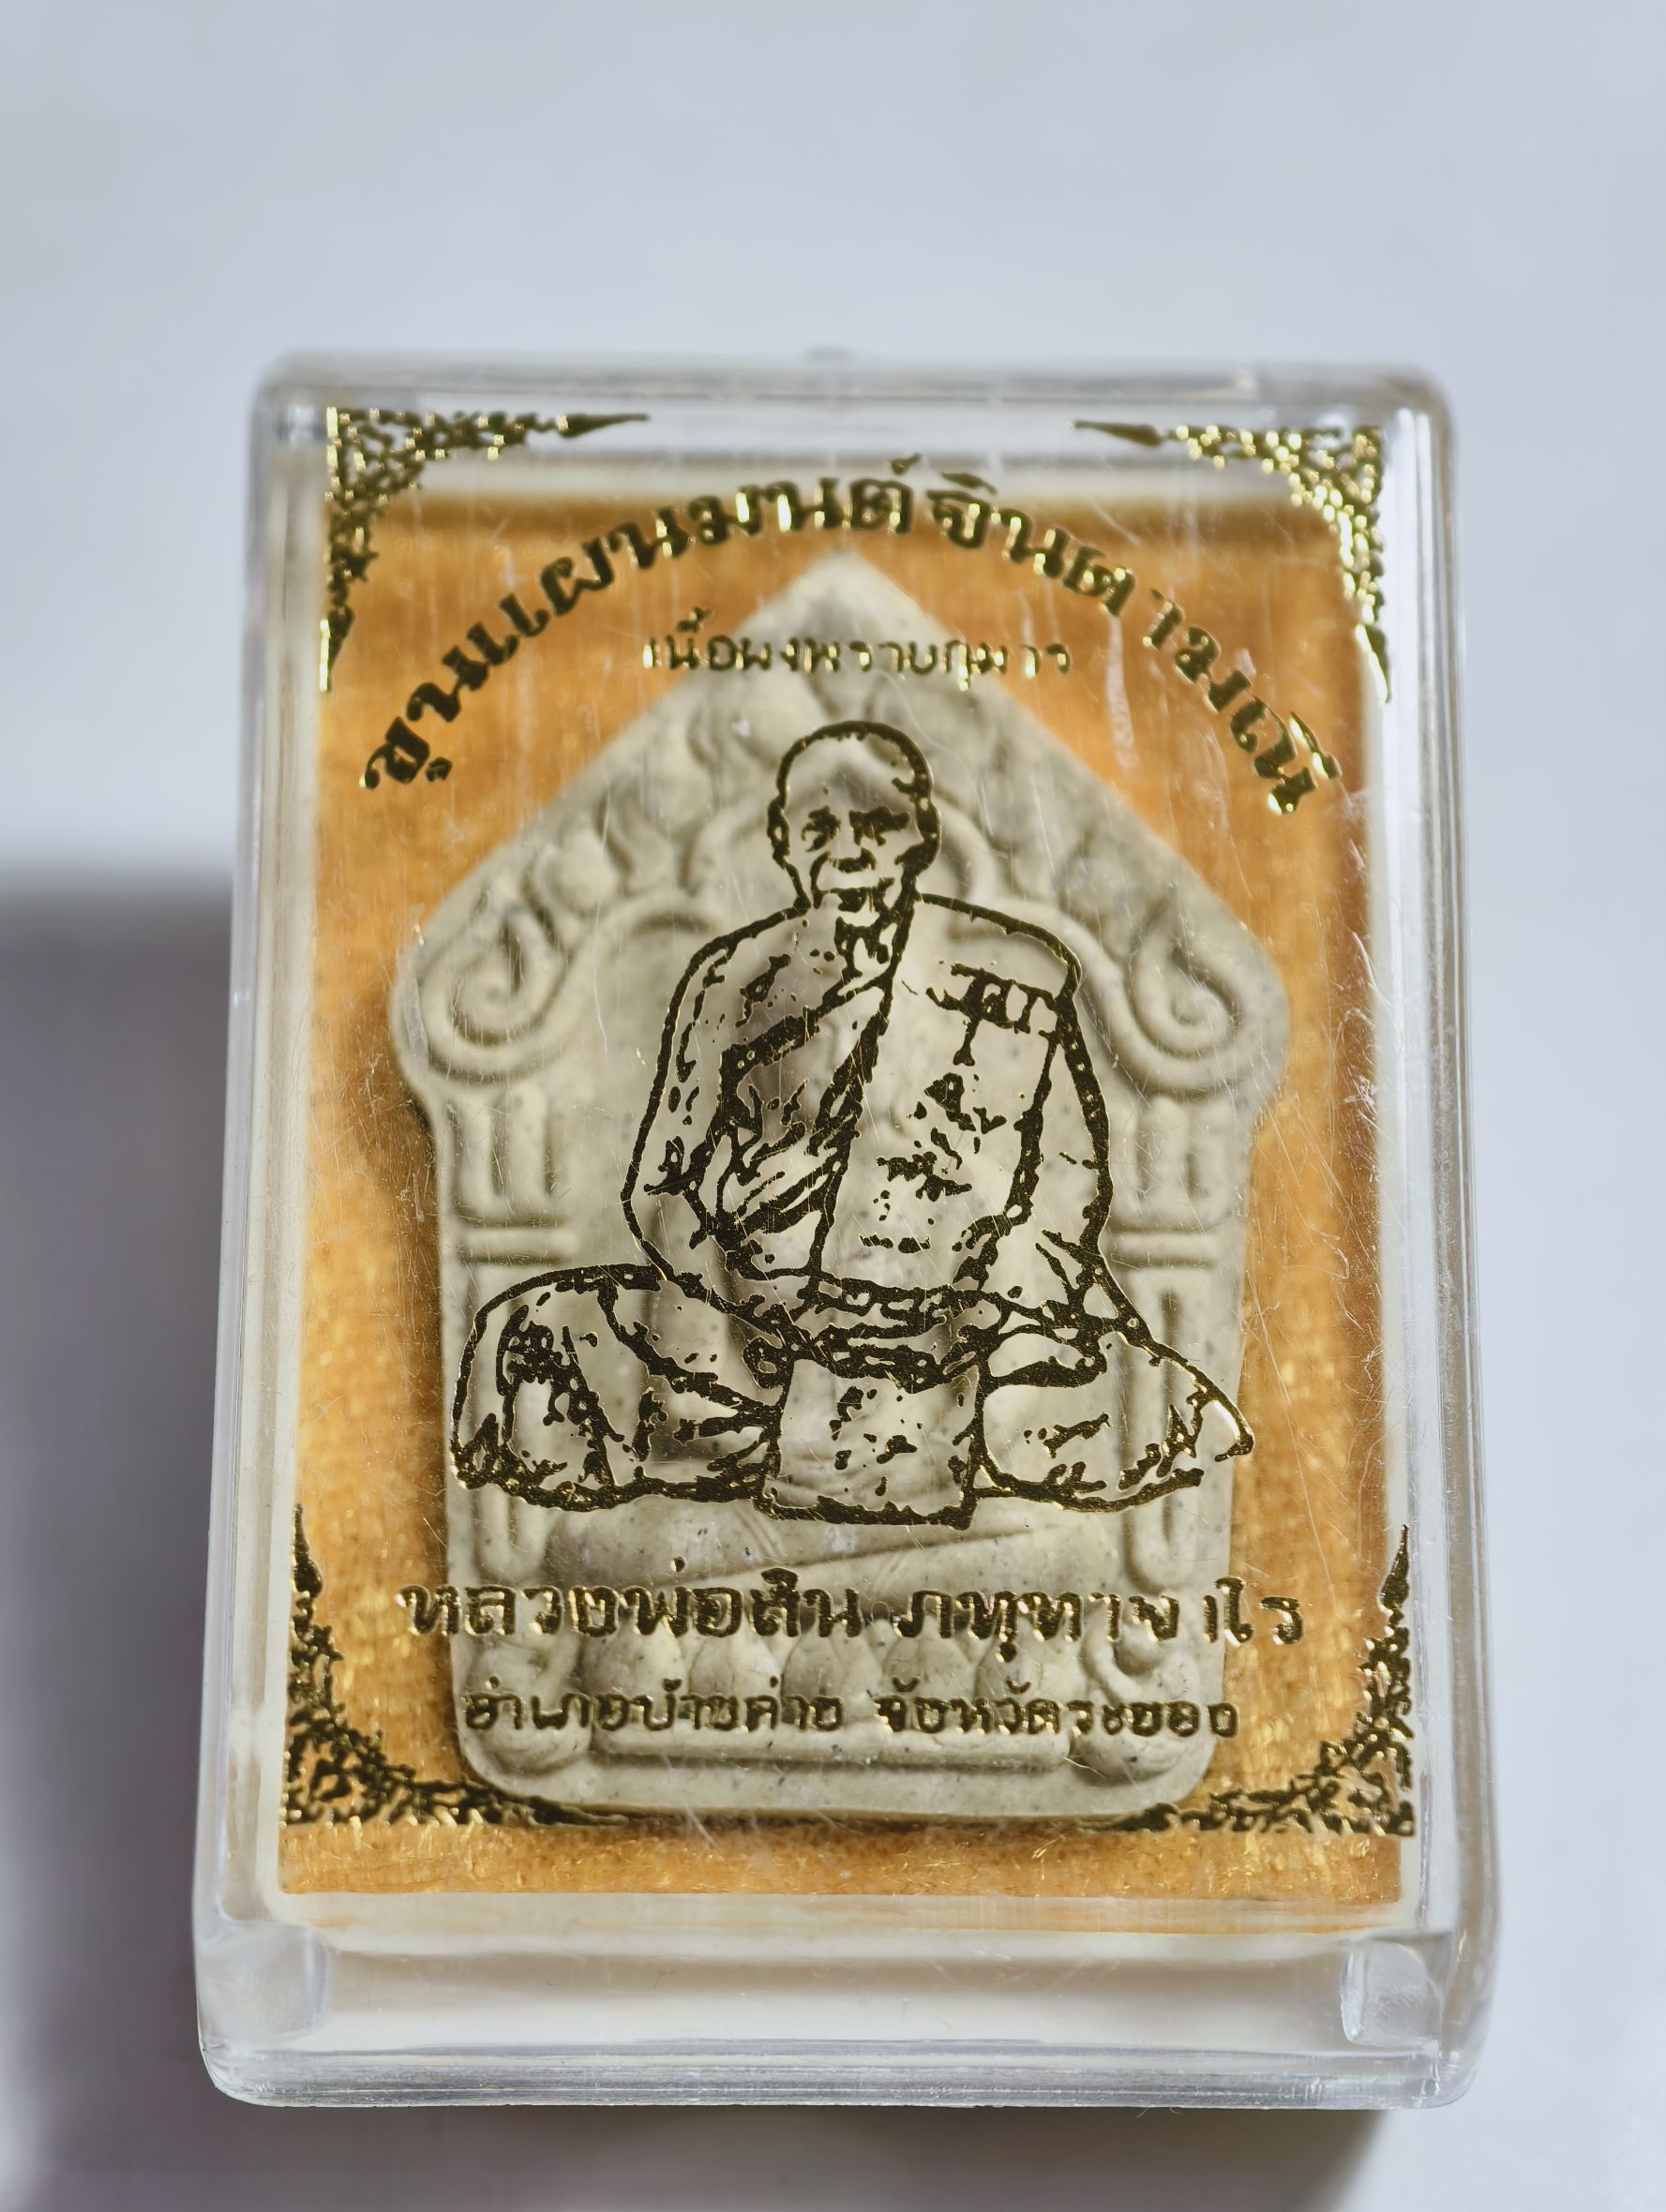 ขุนแผนมนต์จินดามณี
เนื้อผงพรายกุมาร
หลวงพ่อสิน ภทฺทาจาโร
อำเภอบ้านค่าย จังหวัดระยอง